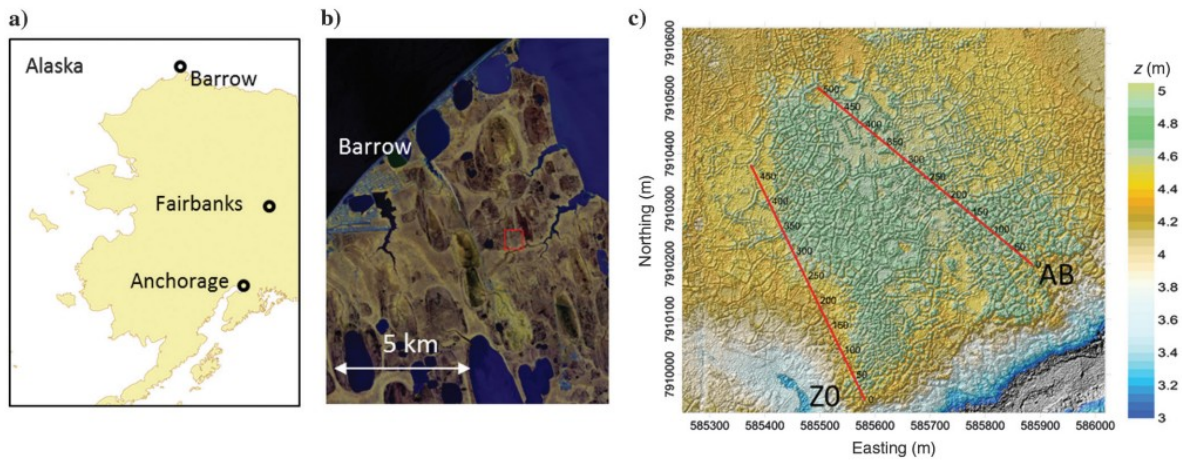 a)
Alaska
Barrow
Fairbanks
Anchorage
b)
Barrow
5 km
c)
7910600
7910500
7910400
7910300
7910200
7910100
7910000
Northing (m)
500
450
400
350
300
250
200
150
100
50
0
AB
450
400
350
300
250
200
150
100
50
0
Z0
585300 585400 585500 585600 585700 585800 585900 586000
Easting (m)
z (m)
5
4.8
4.6
4.4
4.2
4
3.8
3.6
3.4
3.2
3